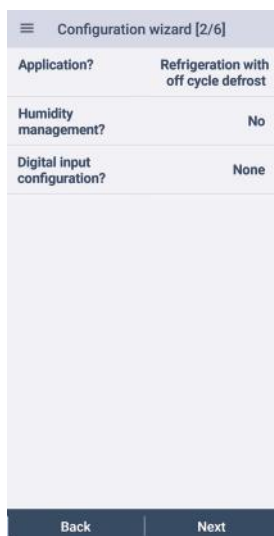 Configuration wizard [2/6]
Application?
Refrigeration with
off cycle defrost
Humidity
management?
No
Digital input
configuration?
None
Back
Next